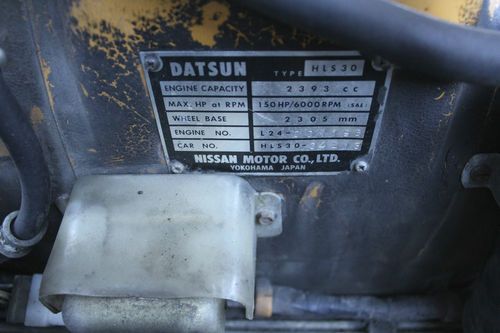 DATSUN TYPE HLS30
ENGINE CAPACITY 2393 cc
MAX. HP at RPM 150HP/6000RPM (SAE)
WHEEL BASE 2305 mm
ENGINE NO. L24-
CAR NO. HLS30-
NISSAN MOTOR CO., LTD.
YOKOHAMA JAPAN